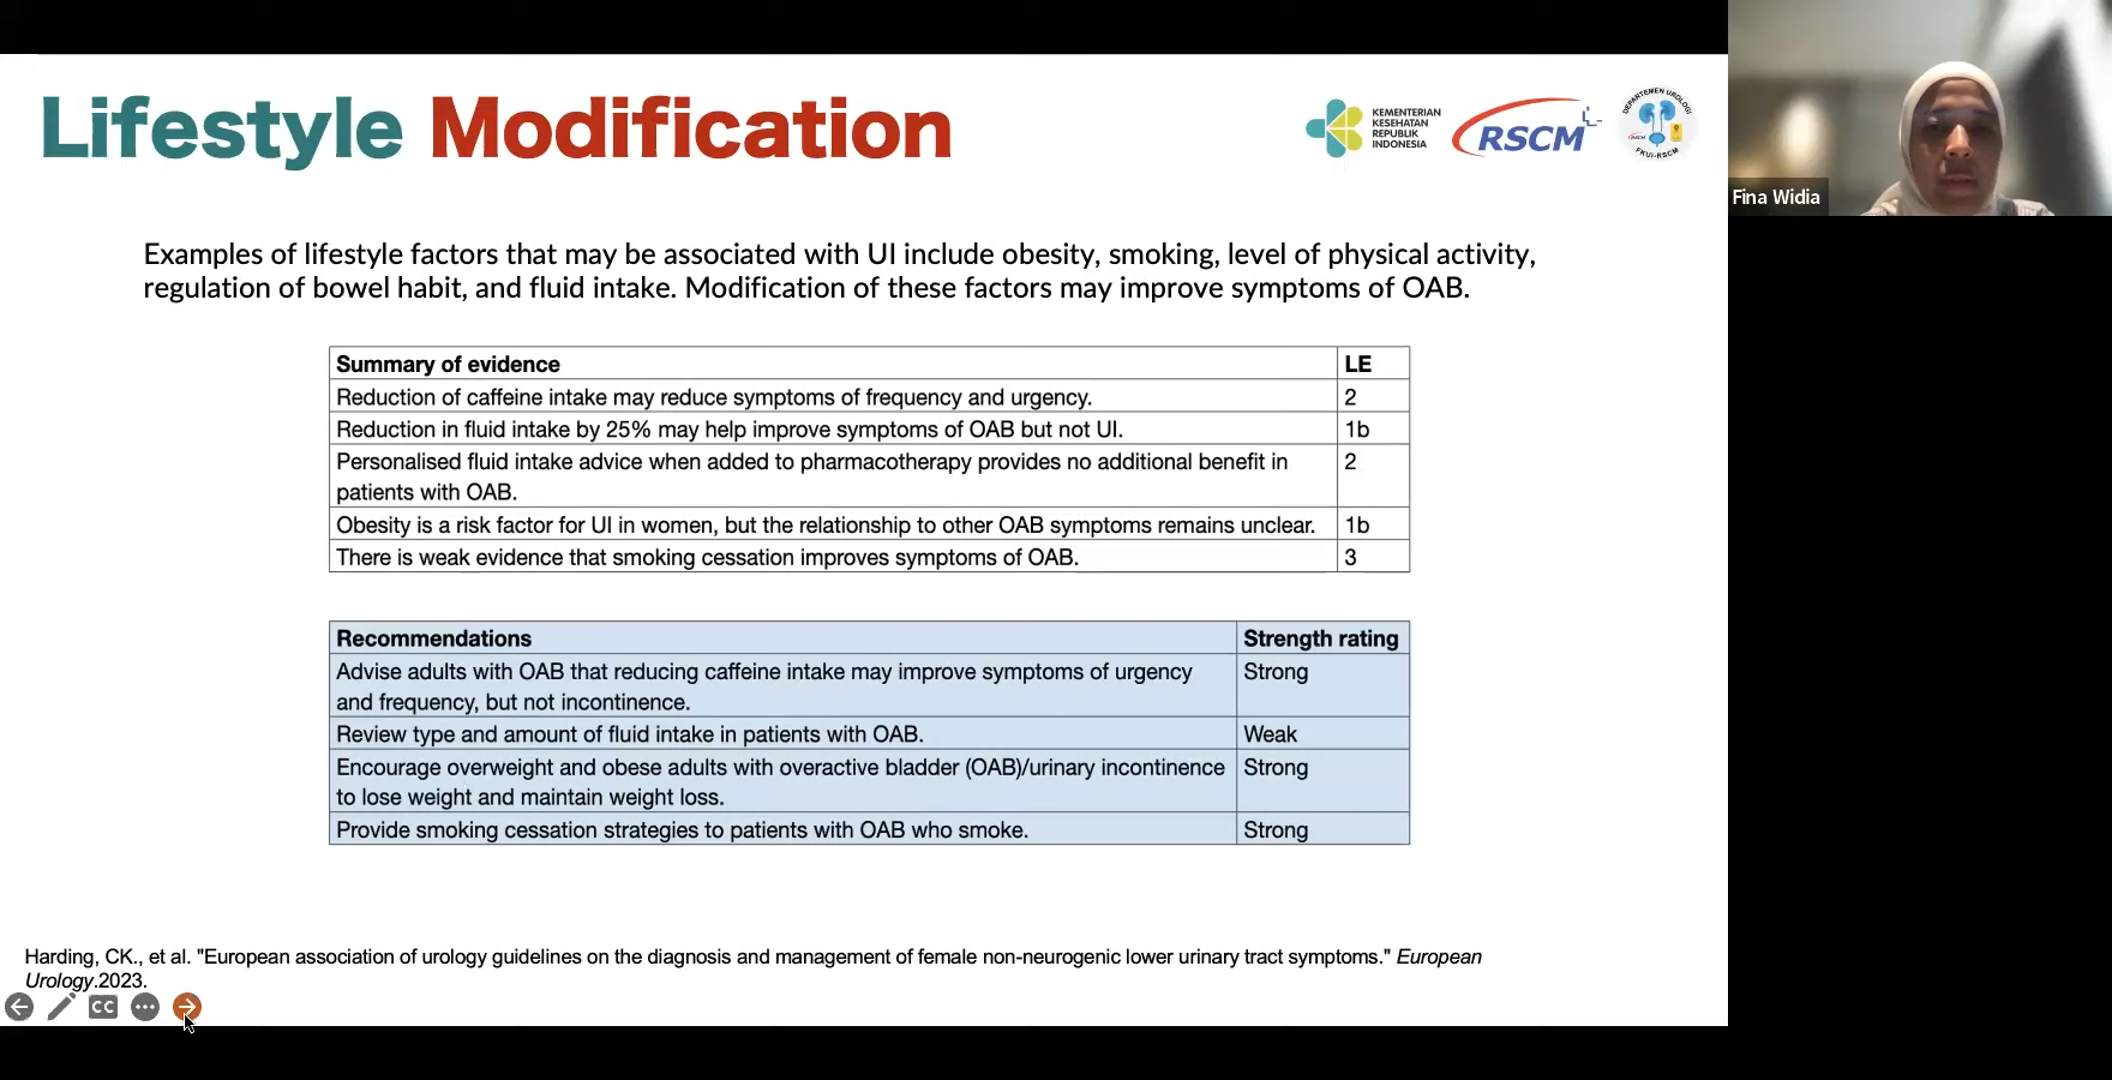 Lifestyle Modification
KEMENTERIAN
KESEHATAN
REPUBLIK
INDONESIA
RSCM
DEPARTEMEN UROLOGI
RSCM
FKUI-RSCM
Fina Widia
Examples of lifestyle factors that may be associated with UI include obesity, smoking, level of physical activity,
regulation of bowel habit, and fluid intake. Modification of these factors may improve symptoms of OAB.
Summary of evidence LE
Reduction of caffeine intake may reduce symptoms of frequency and urgency. 2
Reduction in fluid intake by 25% may help improve symptoms of OAB but not UI. 1b
Personalised fluid intake advice when added to pharmacotherapy provides no additional benefit in 2
patients with OAB.
Obesity is a risk factor for UI in women, but the relationship to other OAB symptoms remains unclear. 1b
There is weak evidence that smoking cessation improves symptoms of OAB. 3
Recommendations Strength rating
Advise adults with OAB that reducing caffeine intake may improve symptoms of urgency Strong
and frequency, but not incontinence.
Review type and amount of fluid intake in patients with OAB. Weak
Encourage overweight and obese adults with overactive bladder (OAB)/urinary incontinence Strong
to lose weight and maintain weight loss.
Provide smoking cessation strategies to patients with OAB who smoke. Strong
Harding, CK., et al. "European association of urology guidelines on the diagnosis and management of female non-neurogenic lower urinary tract symptoms." European
Urology.2023.
CC